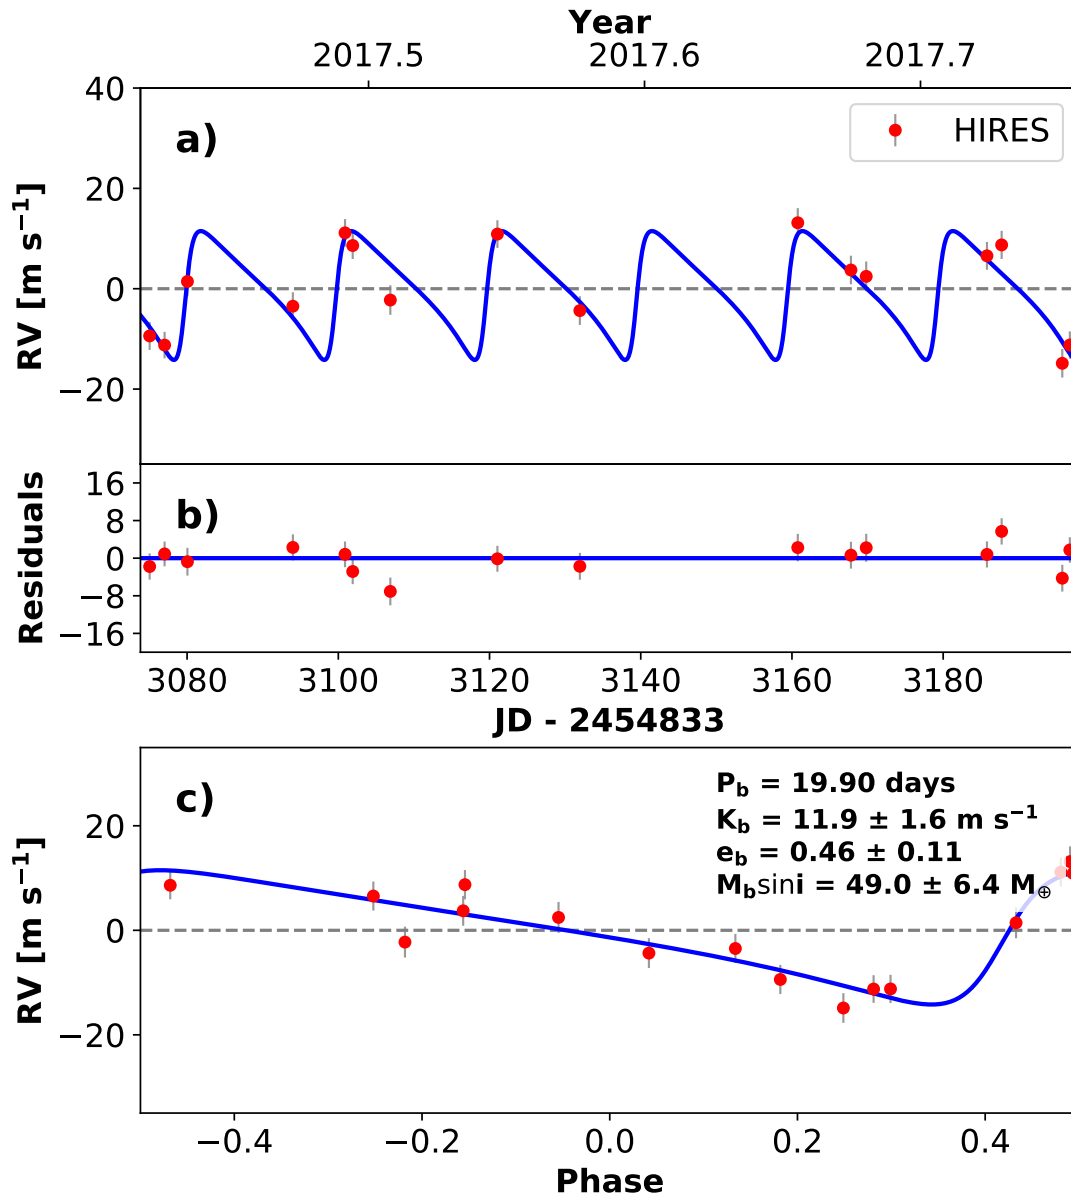 Year
2017.5 2017.6 2017.7
40
20
0
−20
RV [m s⁻¹]
a)
HIRES
16
8
0
−8
−16
Residuals
b)
3080 3100 3120 3140 3160 3180
JD - 2454833
20
0
−20
RV [m s⁻¹]
c)
P_b = 19.90 days
K_b = 11.9 ± 1.6 m s⁻¹
e_b = 0.46 ± 0.11
M_b sini = 49.0 ± 6.4 M_⊕
−0.4 −0.2 0.0 0.2 0.4
Phase